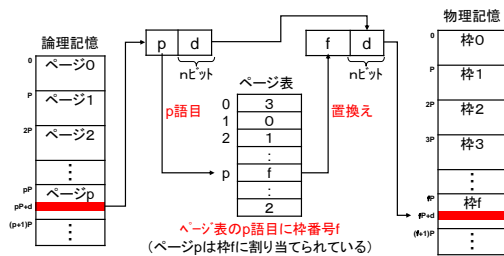 論理記憶
0
ページ0
P
ページ1
2P
ページ2
⋮
pP
ページp
pP+d
(p+1)P
⋮
p d
nビット
p語目
ページ表
0 3
1 0
2 1
:
p f
:
2
ページ表のp語目に枠番号f
(ページpは枠fに割り当てられている)
置換え
f d
nビット
物理記憶
0
枠0
P
枠1
2P
枠2
3P
枠3
⋮
fP
枠f
fP+d
(f+1)P
⋮